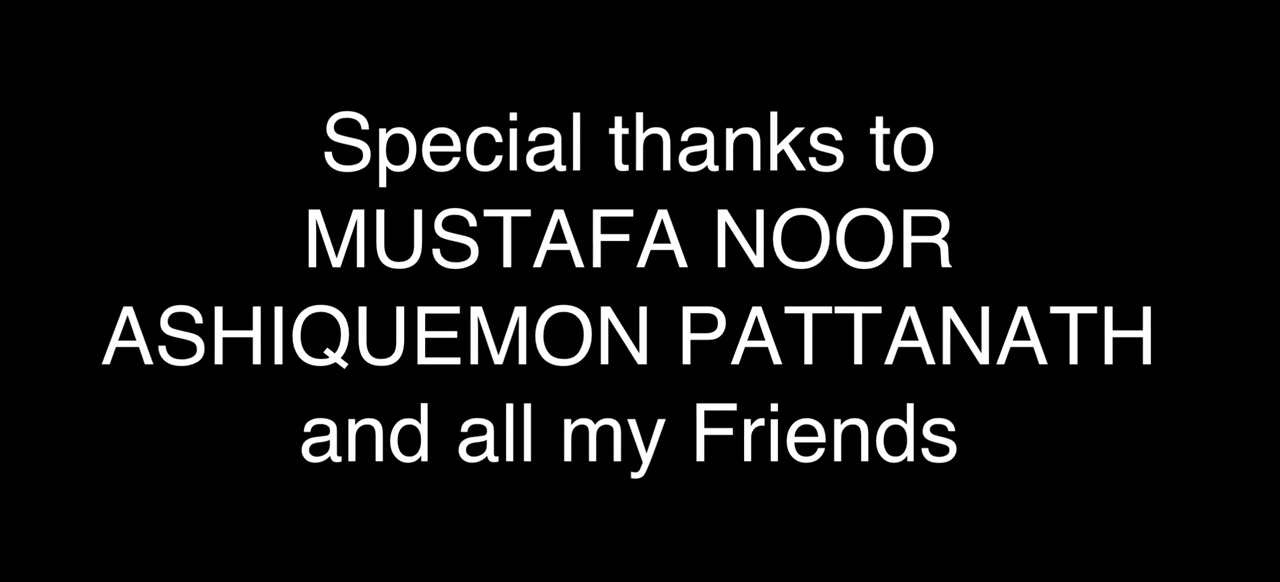 Special thanks to
MUSTAFA NOOR
ASHIQUEMON PATTANATH
and all my Friends